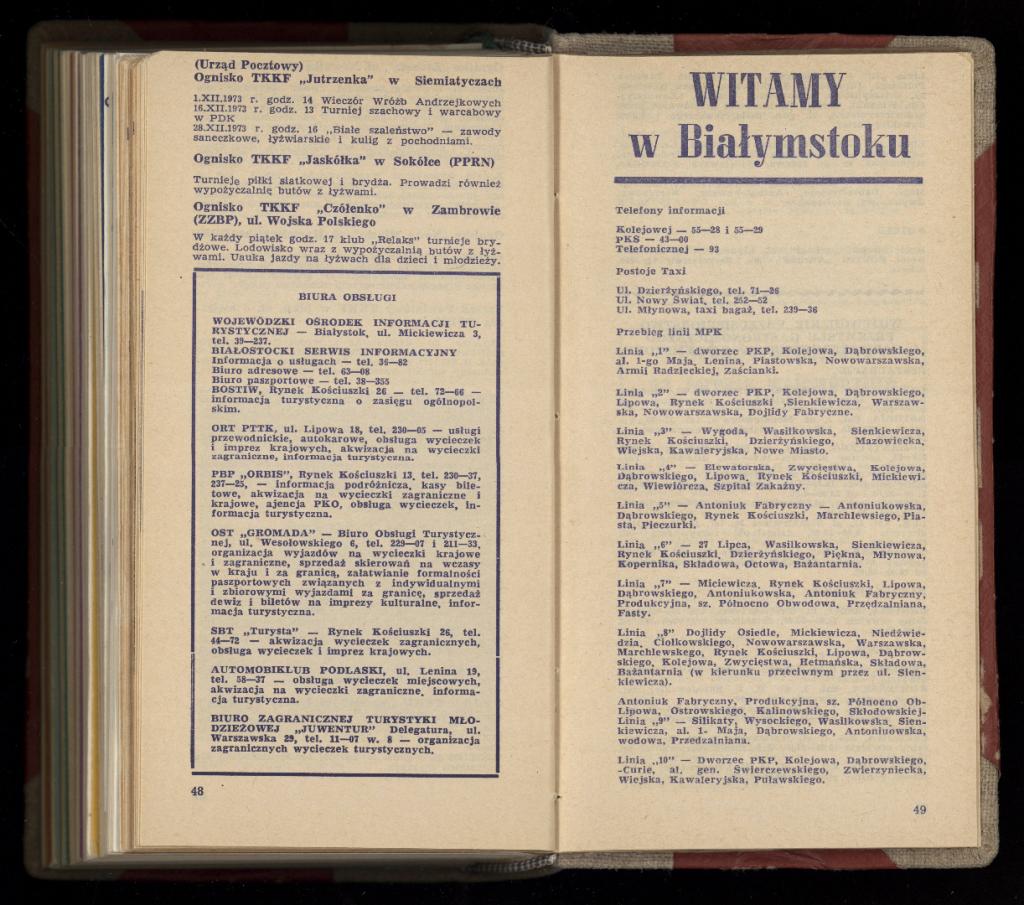 (Urząd Pocztowy)
Ognisko TKKF „Jutrzenka” w Siemiatyczach
1.XII.1973 r. godz. 14 Wieczór Wróżb Andrzejkowych
16.XII.1973 r. godz. 13 Turniej szachowy i warcabowy
w PDK
28.XII.1973 r. godz. 16 „Białe szaleństwo” — zawody
saneczkowe, łyżwiarskie i kulig z pochodniami.
Ognisko TKKF „Jaskółka” w Sokółce (PPRN)
Turnieje piłki siatkowej i brydża. Prowadzi również
wypożyczalnię butów z łyżwami.
Ognisko TKKF „Czółenko” w Zambrowie
(ZZBP), ul. Wojska Polskiego
W każdy piątek godz. 17 klub „Relaks” turnieje bry-
dżowe. Lodowisko wraz z wypożyczalnią butów z łyż-
wami. Uauka jazdy na łyżwach dla dzieci i młodzieży.
BIURA OBSŁUGI
WOJEWÓDZKI OŚRODEK INFORMACJI TU-
RYSTYCZNEJ — Białystok, ul. Mickiewicza 3,
tel. 39—237.
BIAŁOSTOCKI SERWIS INFORMACYJNY
Informacja o usługach — tel. 36—82
Biuro adresowe — tel. 63—08
Biuro paszportowe — tel. 38—355
BOSTIW, Rynek Kościuszki 26 — tel. 72—66 —
informacja turystyczna o zasięgu ogólnopol-
skim.
ORT PTTK, ul. Lipowa 18, tel. 230—05 — usługi
przewodnickie, autokarowe, obsługa wycieczek
i imprez krajowych, akwizacja na wycieczki
zagraniczne, informacja turystyczna.
PBP „ORBIS”, Rynek Kościuszki 13, tel. 230—37,
237—25, — informacja podróżnicza, kasy bile-
towe, akwizacja na wycieczki zagraniczne i
krajowe, ajencja PKO, obsługa wycieczek, in-
formacja turystyczna.
OST „GROMADA” — Biuro Obsługi Turystycz-
nej, ul. Wesołowskiego 6, tel. 229—07 i 211—33,
organizacja wyjazdów na wycieczki krajowe
i zagraniczne, sprzedaż skierowań na wczasy
w kraju i za granicą, załatwianie formalności
paszportowych związanych z indywidualnymi
i zbiorowymi wyjazdami za granicę, sprzedaż
dewiz i biletów na imprezy kulturalne, infor-
macja turystyczna.
SBT „Turysta” — Rynek Kościuszki 26, tel.
44—72 — akwizacja wycieczek zagranicznych,
obsługa wycieczek i imprez krajowych.
AUTOMOBIKLUB PODLASKI, ul. Lenina 19,
tel. 58—37 — obsługa wycieczek miejscowych,
akwizacja na wycieczki zagraniczne, informa-
cja turystyczna.
BIURO ZAGRANICZNEJ TURYSTYKI MŁO-
DZIEŻOWEJ „JUWENTUR” Delegatura, ul.
Warszawska 29, tel. 11—07 w. 8 — organizacja
zagranicznych wycieczek turystycznych.
48
WITAMY
w Białymstoku
Telefony informacji
Kolejowej — 55—28 i 55—29
PKS — 43—00
Telefonicznej — 93
Postoje Taxi
Ul. Dzierżyńskiego, tel. 71—26
Ul. Nowy Świat, tel. 252—52
Ul. Młynowa, taxi bagaż, tel. 239—36
Przebieg linii MPK
Linia „1” — dworzec PKP, Kolejowa, Dąbrowskiego,
al. 1-go Maja, Lenina, Piastowska, Nowowarszawska,
Armii Radzieckiej, Zaścianki.
Linia „2” — dworzec PKP, Kolejowa, Dąbrowskiego,
Lipowa, Rynek Kościuszki ,Sienkiewicza, Warszaw-
ska, Nowowarszawska, Dojlidy Fabryczne.
Linia „3” — Wygoda, Wasilkowska, Sienkiewicza,
Rynek Kościuszki, Dzierżyńskiego, Mazowiecka,
Wiejska, Kawaleryjska, Nowe Miasto.
Linia „4” — Elewatorska, Zwycięstwa, Kolejowa,
Dąbrowskiego, Lipowa, Rynek Kościuszki, Mickiewi-
cza, Wiewiórcza, Szpital Zakaźny.
Linia „5” — Antoniuk Fabryczny — Antoniukowska,
Dąbrowskiego, Rynek Kościuszki, Marchlewsiego, Pia-
sta, Pieczurki.
Linia „6” — 27 Lipca, Wasilkowska, Sienkiewicza,
Rynek Kościuszki, Dzierżyńskiego, Piękna, Młynowa,
Kopernika, Składowa, Octowa, Bażantarnia.
Linia „7” — Miciewicza, Rynek Kościuszki, Lipowa,
Dąbrowskiego, Antoniukowska, Antoniuk Fabryczny,
Produkcyjna, sz. Północno Obwodowa, Przędzalniana,
Fasty.
Linia „8” Dojlidy Osiedle, Mickiewicza, Niedźwie-
dzia, Ciołkowskiego, Nowowarszawska, Warszawska,
Marchlewskego, Rynek Kościuszki, Lipowa, Dąbrow-
skiego, Kolejowa, Zwycięstwa, Hetmańska, Składowa,
Bażantarnia (w kierunku przeciwnym przez ul. Sien-
kiewicza).
Antoniuk Fabryczny, Produkcyjna, sz. Północno Ob-
Lipowa, Ostrowskiego, Kalinowskiego, Skłodowskiej-
Linia „9” — Silikaty, Wysockiego, Wasilkowska, Sien-
kiewicza, al. 1- Maja, Dąbrowskiego, Antoniuowska,
wodowa, Przedzalniana.
Linia „10” — Dworzec PKP, Kolejowa, Dąbrowskiego,
-Curie, al. gen. Świerczewskiego, Zwierzyniecka,
Wiejska, Kawaleryjska, Puławskiego.
49